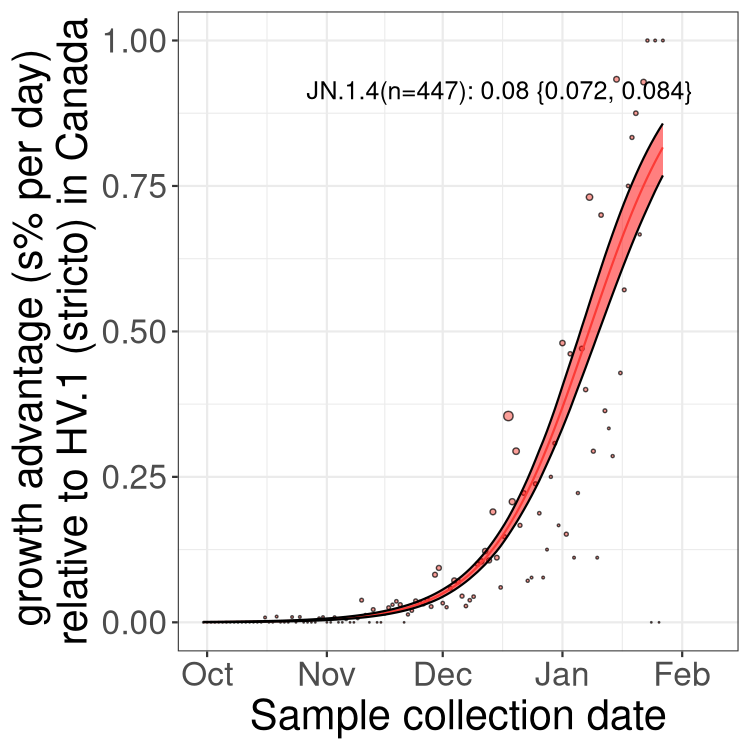 growth advantage (s% per day)
relative to HV.1 (stricto) in Canada
1.00
0.75
0.50
0.25
0.00
JN.1.4(n=447): 0.08 {0.072, 0.084}
Oct Nov Dec Jan Feb
Sample collection date